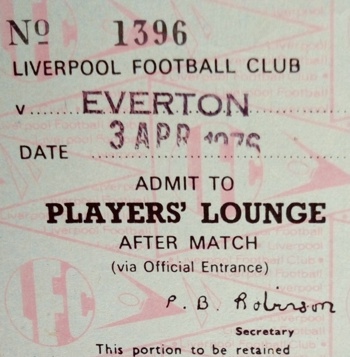 Nº 1396
LIVERPOOL FOOTBALL CLUB
v........EVERTON........
DATE 3 APR 1976
ADMIT TO
PLAYERS' LOUNGE
AFTER MATCH
(via Official Entrance)
P. B. Robinson
Secretary
This portion to be retained